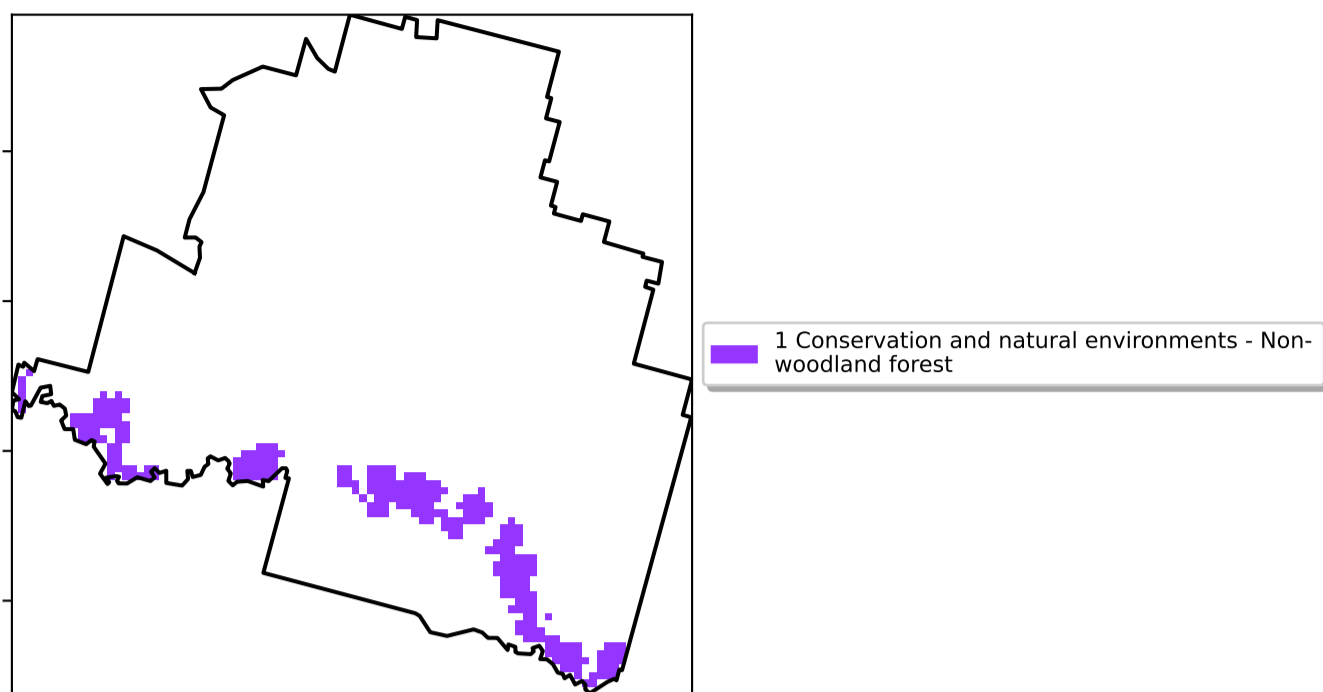 1 Conservation and natural environments - Non-
woodland forest